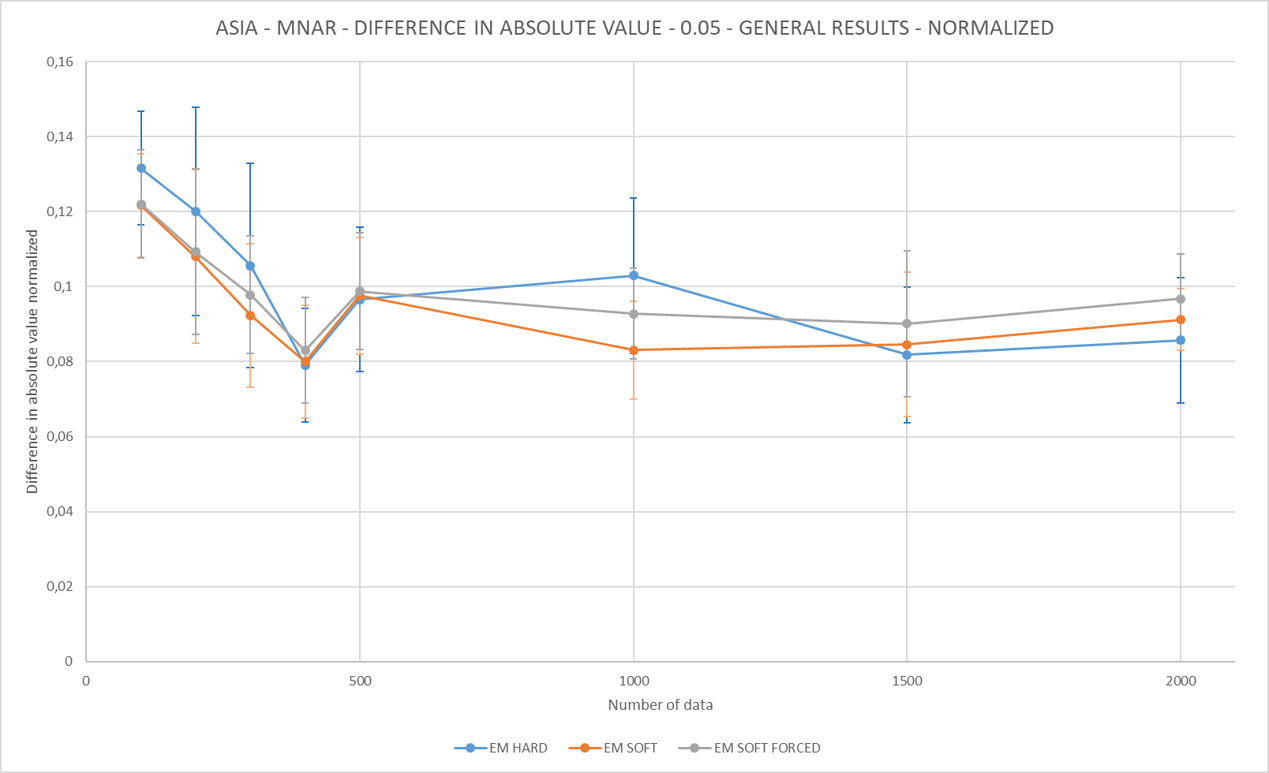 ASIA - MNAR - DIFFERENCE IN ABSOLUTE VALUE - 0.05 - GENERAL RESULTS - NORMALIZED
Difference in absolute value normalized
0,16
0,14
0,12
0,1
0,08
0,06
0,04
0,02
0
0 500 1000 1500 2000
Number of data
EM HARD EM SOFT EM SOFT FORCED